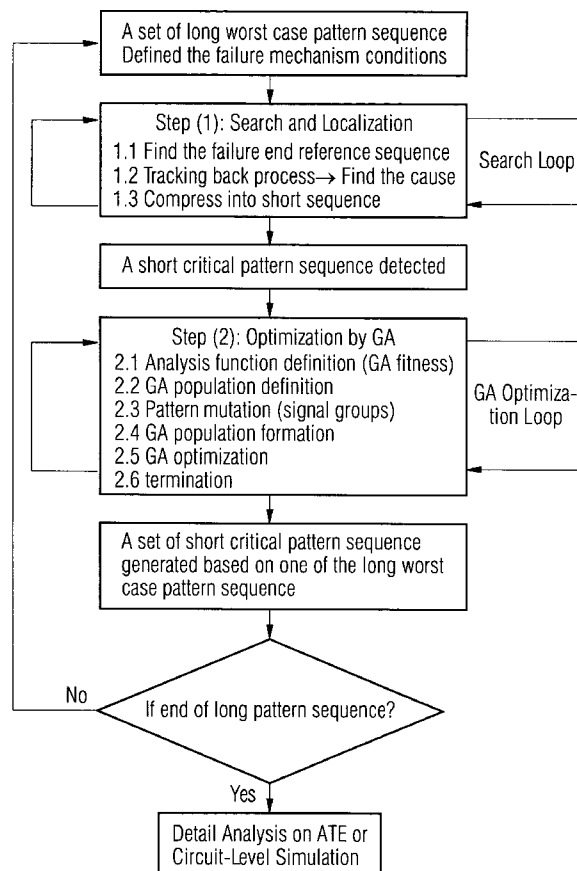 A set of long worst case pattern sequence
Defined the failure mechanism conditions
Step (1): Search and Localization
1.1 Find the failure end reference sequence
1.2 Tracking back process→ Find the cause
1.3 Compress into short sequence
Search Loop
A short critical pattern sequence detected
Step (2): Optimization by GA
2.1 Analysis function definition (GA fitness)
2.2 GA population definition
2.3 Pattern mutation (signal groups)
2.4 GA population formation
2.5 GA optimization
2.6 termination
GA Optimiza-
tion Loop
A set of short critical pattern sequence
generated based on one of the long worst
case pattern sequence
No
If end of long pattern sequence?
Yes
Detail Analysis on ATE or
Circuit-Level Simulation